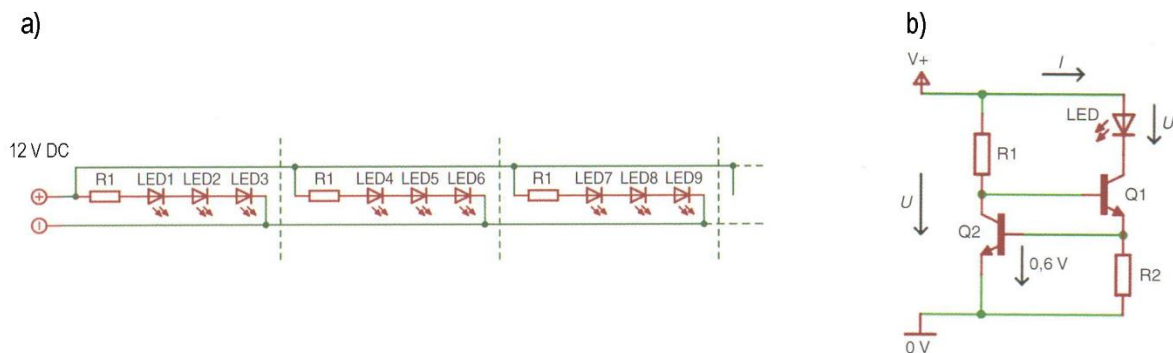 a)
12 V DC
R1 LED1 LED2 LED3
R1 LED4 LED5 LED6
R1 LED7 LED8 LED9
b)
V+
I
LED
U
R1
Q1
U
Q2
0,6 V
R2
0 V